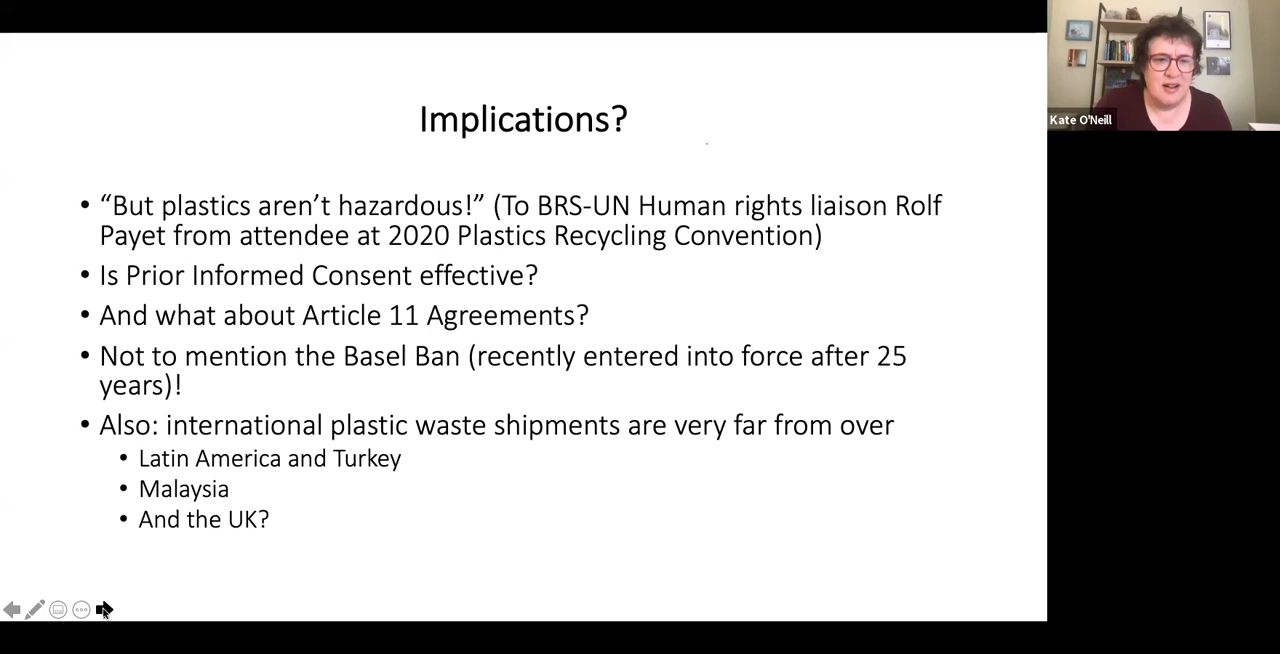 Implications?
• “But plastics aren’t hazardous!” (To BRS-UN Human rights liaison Rolf
Payet from attendee at 2020 Plastics Recycling Convention)
• Is Prior Informed Consent effective?
• And what about Article 11 Agreements?
• Not to mention the Basel Ban (recently entered into force after 25
years)!
• Also: international plastic waste shipments are very far from over
• Latin America and Turkey
• Malaysia
• And the UK?
Kate O'Neill